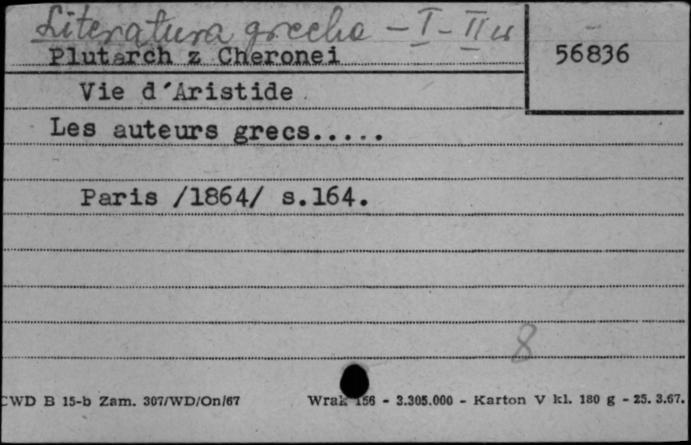 Literatura grecka - I - II w
Plutarch z Cheronei
56836
Vie d'Aristide
Les auteurs grecs.....
Paris /1864/ s.164.
8
CWD B 15-b Zam. 307/WD/On/67
Wrak 156 - 3.305.000 - Karton V kl. 180 g - 25. 3.67.